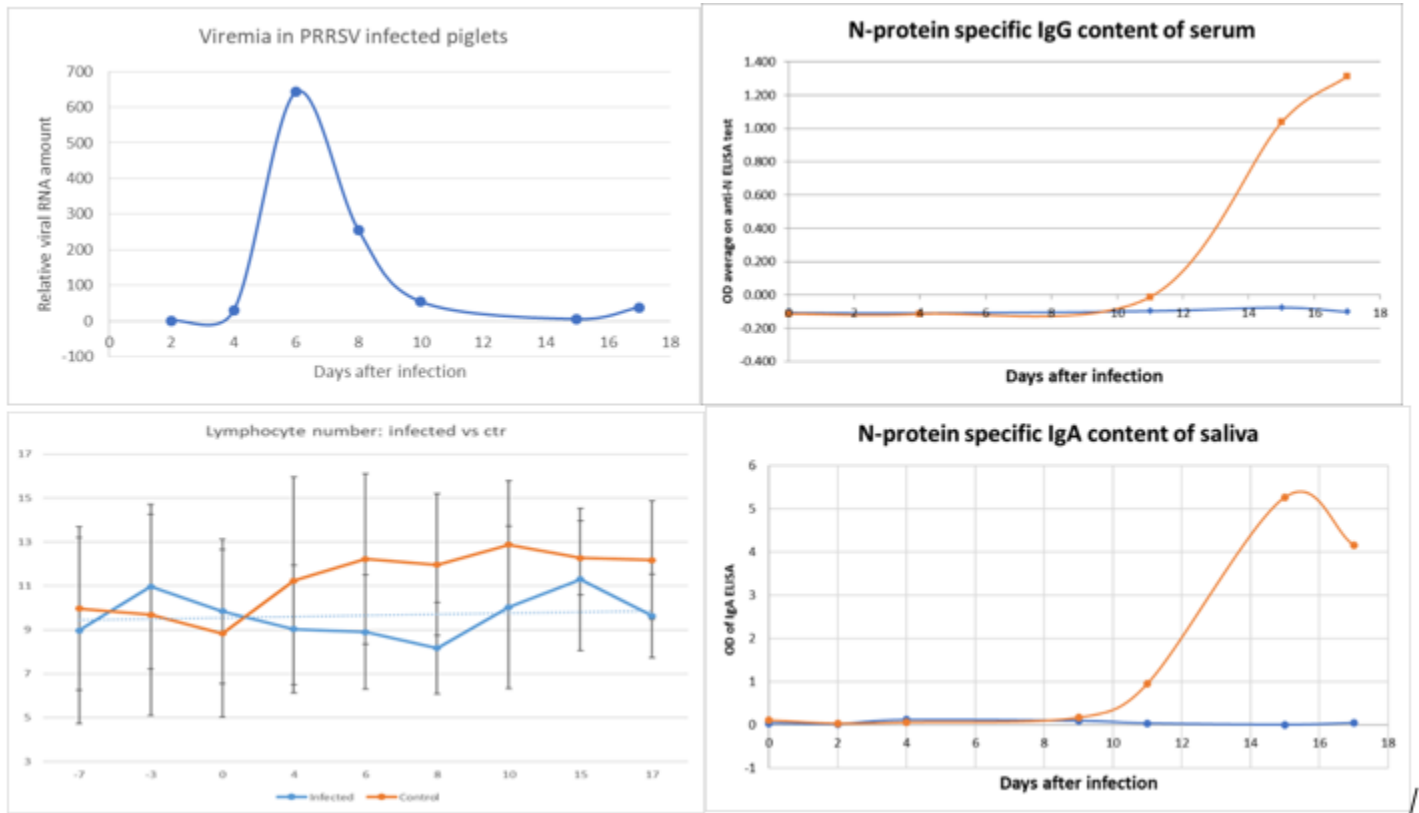 Viremia in PRRSV infected piglets
Relative viral RNA amount
700
600
500
400
300
200
100
0
-100
0 2 4 6 8 10 12 14 16 18
Days after infection
N-protein specific IgG content of serum
OD average on anti-N ELISA test
1.400
1.200
1.000
0.800
0.600
0.400
0.200
0.000
-0.200
-0.400
0 2 4 6 8 10 12 14 16 18
Days after infection
Lymphocyte number: infected vs ctr
17
15
13
11
9
7
5
3
-7 -3 0 4 6 8 10 15 17
Infected Control
N-protein specific IgA content of saliva
OD of IgA ELISA
6
5
4
3
2
1
0
-1
0 2 4 6 8 10 12 14 16 18
Days after infection
/